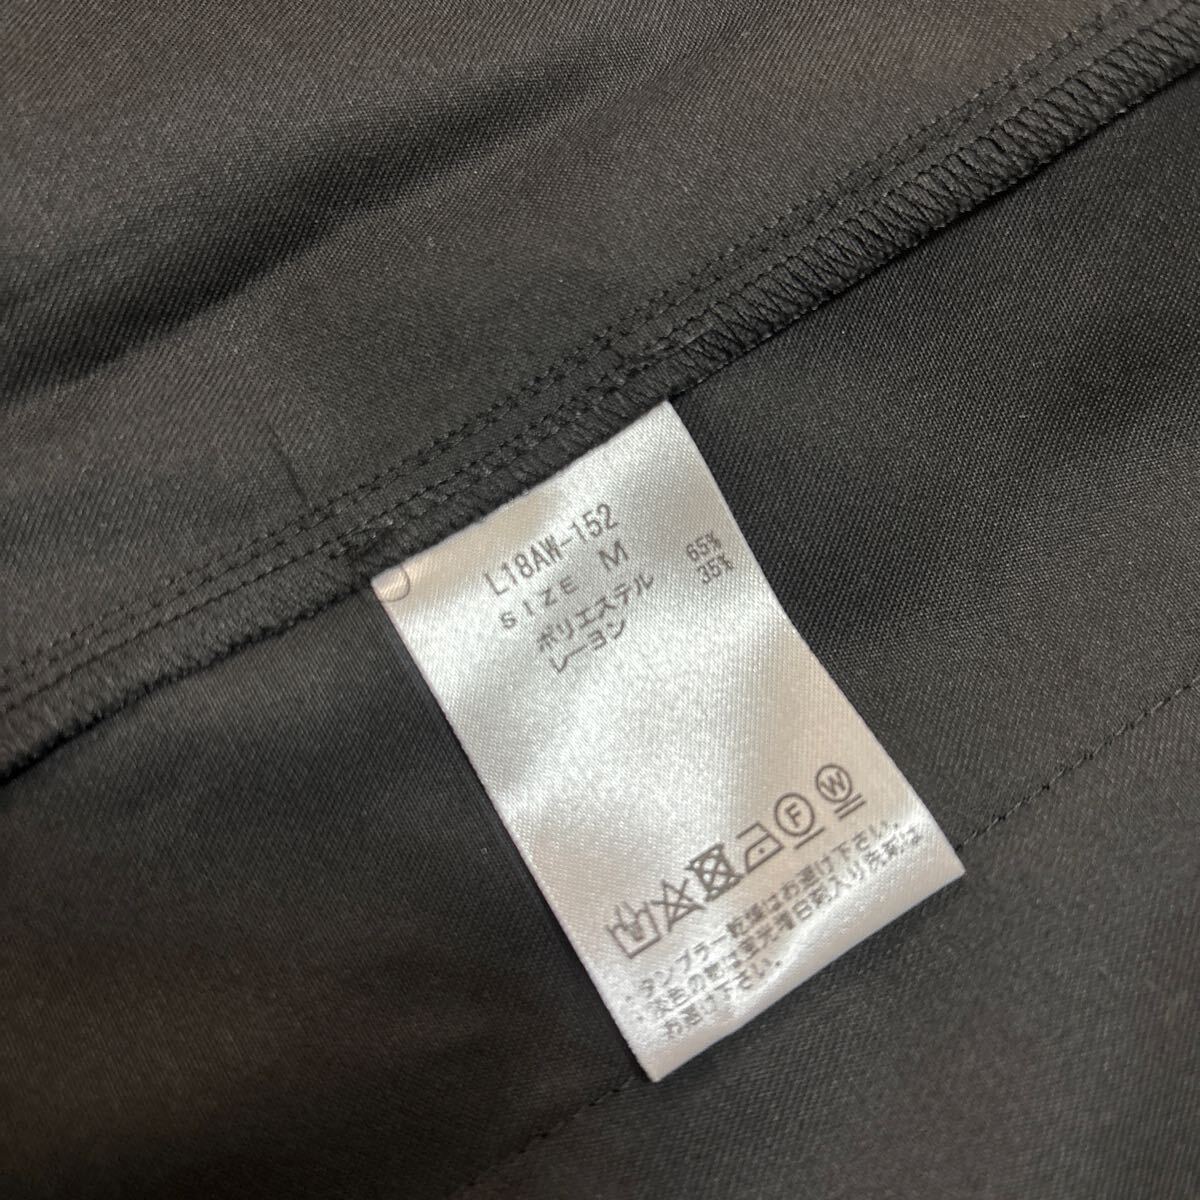 L18AW-152
SIZE M
ポリエステル 65%
レーヨン 35%
F W
・タンブラー乾燥はお避け下さい。
・淡色の物は蛍光増白剤入り洗剤は
お避け下さい。